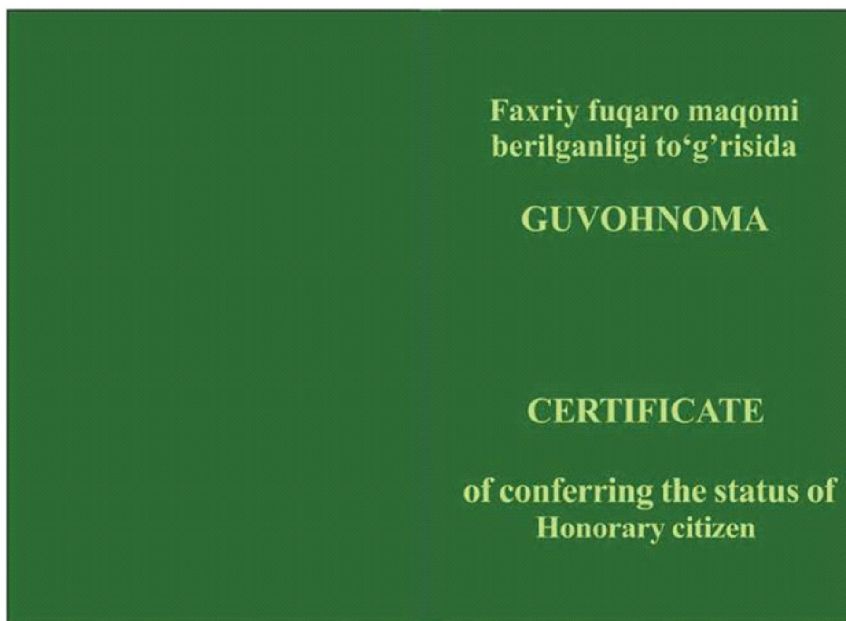 Faxriy fuqaro maqomi
berilganligi to‘g’risida
GUVOHNOMA
CERTIFICATE
of conferring the status of
Honorary citizen